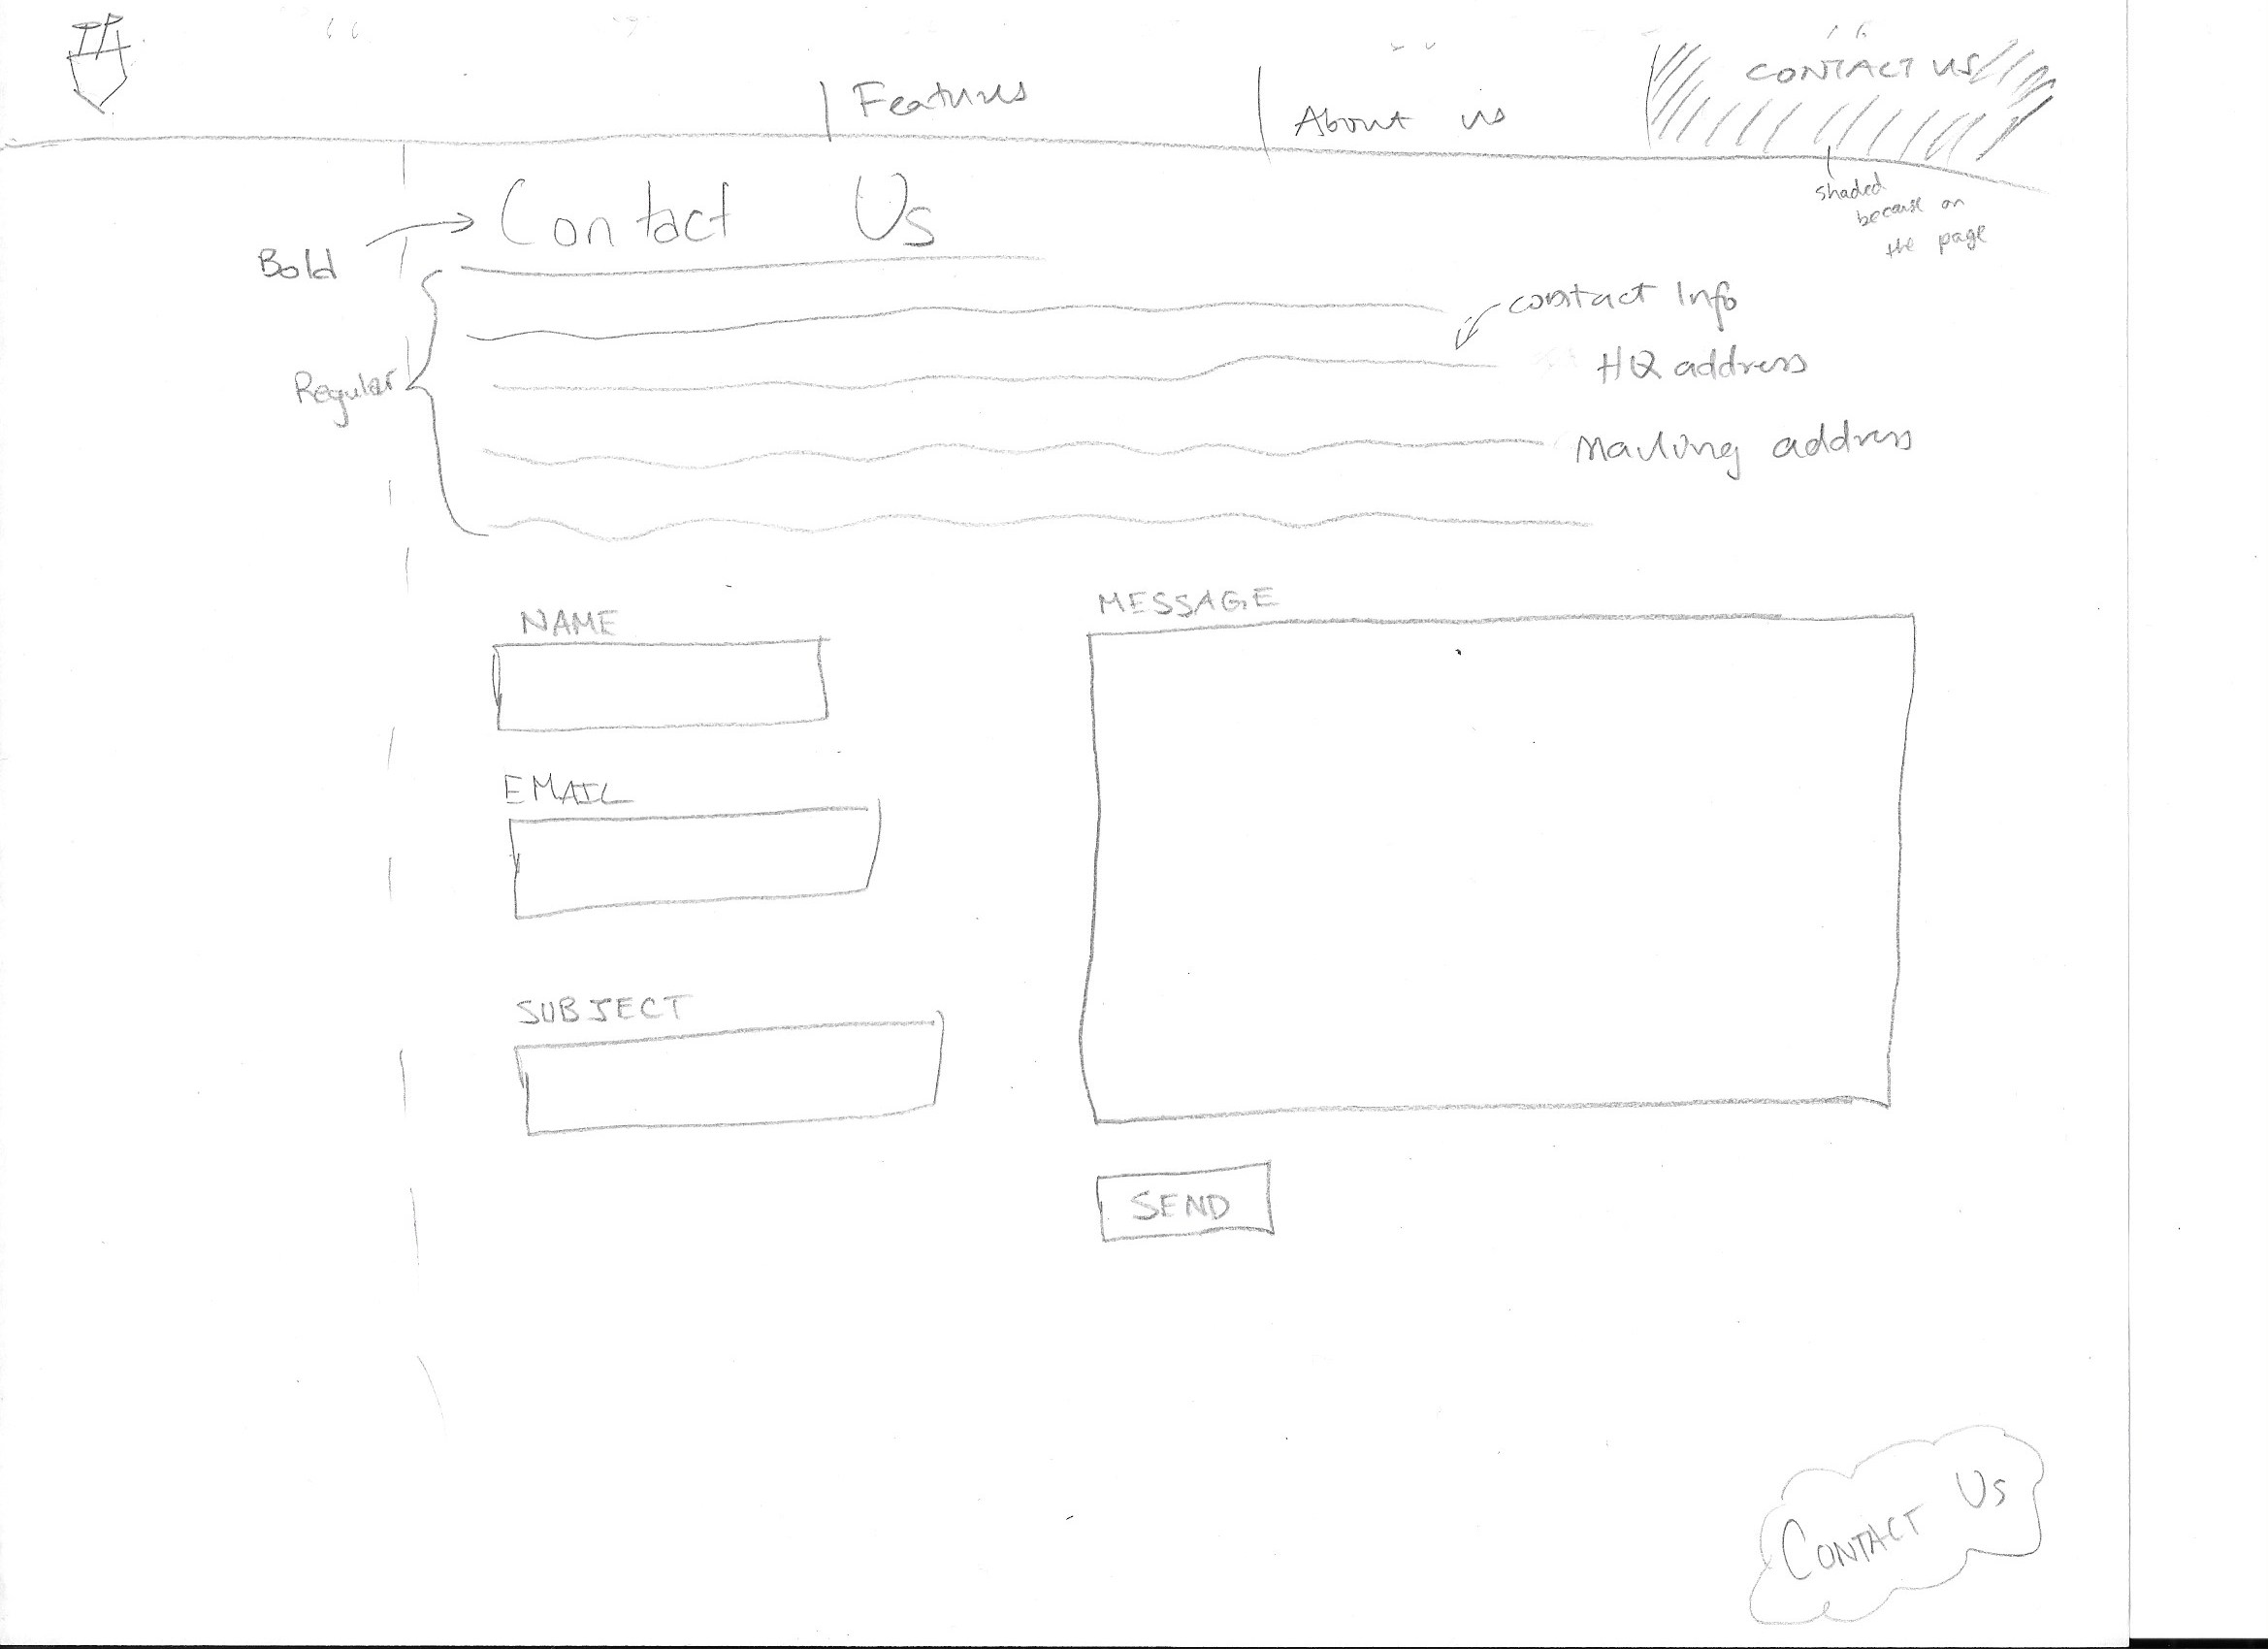 Features
About us
CONTACT US
shaded
because on
the page
Contact Us
Bold
Regular
contact Info
HQ address
Mailing address
NAME
MESSAGE
EMAIL
SUBJECT
SEND
CONTACT US